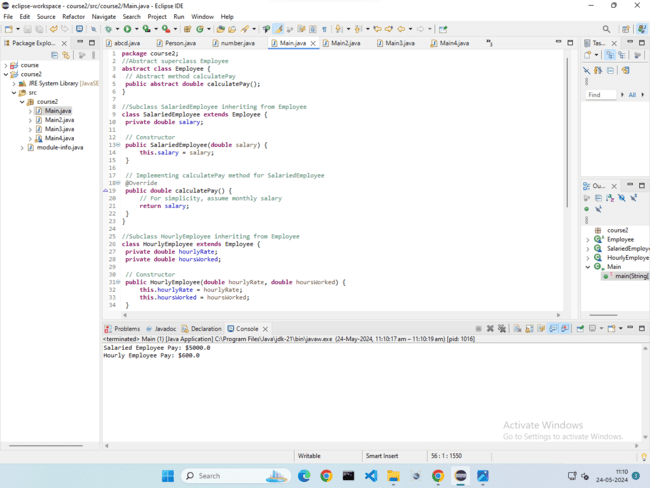 eclipse-workspace - course2/src/course2/Main.java - Eclipse IDE
File Edit Source Refactor Navigate Search Project Run Window Help
Package Explo...
course
course2
JRE System Library [JavaSE
src
course2
Main.java
Main2.java
Main3.java
Main4.java
module-info.java
abcd.java Person.java number.java Main.java Main2.java Main3.java Main4.java
1 package course2;
2 //Abstract superclass Employee
3 abstract class Employee {
4 // Abstract method calculatePay
5 public abstract double calculatePay();
6 }
7
8 //Subclass SalariedEmployee inheriting from Employee
9 class SalariedEmployee extends Employee {
10 private double salary;
11
12 // Constructor
13 public SalariedEmployee(double salary) {
14 this.salary = salary;
15 }
16
17 // Implementing calculatePay method for SalariedEmployee
18 @Override
19 public double calculatePay() {
20 // For simplicity, assume monthly salary
21 return salary;
22 }
23 }
24
25 //Subclass HourlyEmployee inheriting from Employee
26 class HourlyEmployee extends Employee {
27 private double hourlyRate;
28 private double hoursWorked;
29
30 // Constructor
31 public HourlyEmployee(double hourlyRate, double hoursWorked) {
32 this.hourlyRate = hourlyRate;
33 this.hoursWorked = hoursWorked;
34 }
Tas...
Find All
Ou...
course2
Employee
SalariedEmploye
HourlyEmployee
Main
main(String[
Problems Javadoc Declaration Console
<terminated> Main (1) [Java Application] C:\Program Files\Java\jdk-21\bin\javaw.exe (24-May-2024, 11:10:17 am – 11:10:19 am) [pid: 1016]
Salaried Employee Pay: $5000.0
Hourly Employee Pay: $600.0
Activate Windows
Go to Settings to activate Windows.
Writable Smart Insert 56 : 1 : 1550
Search
11:10
24-05-2024